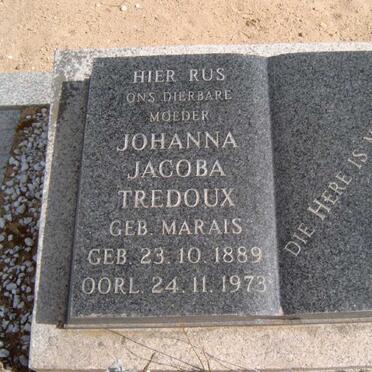 HIER RUS
ONS DIERBARE
MOEDER
JOHANNA
JACOBA
TREDOUX
GEB. MARAIS
GEB. 23.10.1889
OORL. 24.11.1973
DIE HERE IS